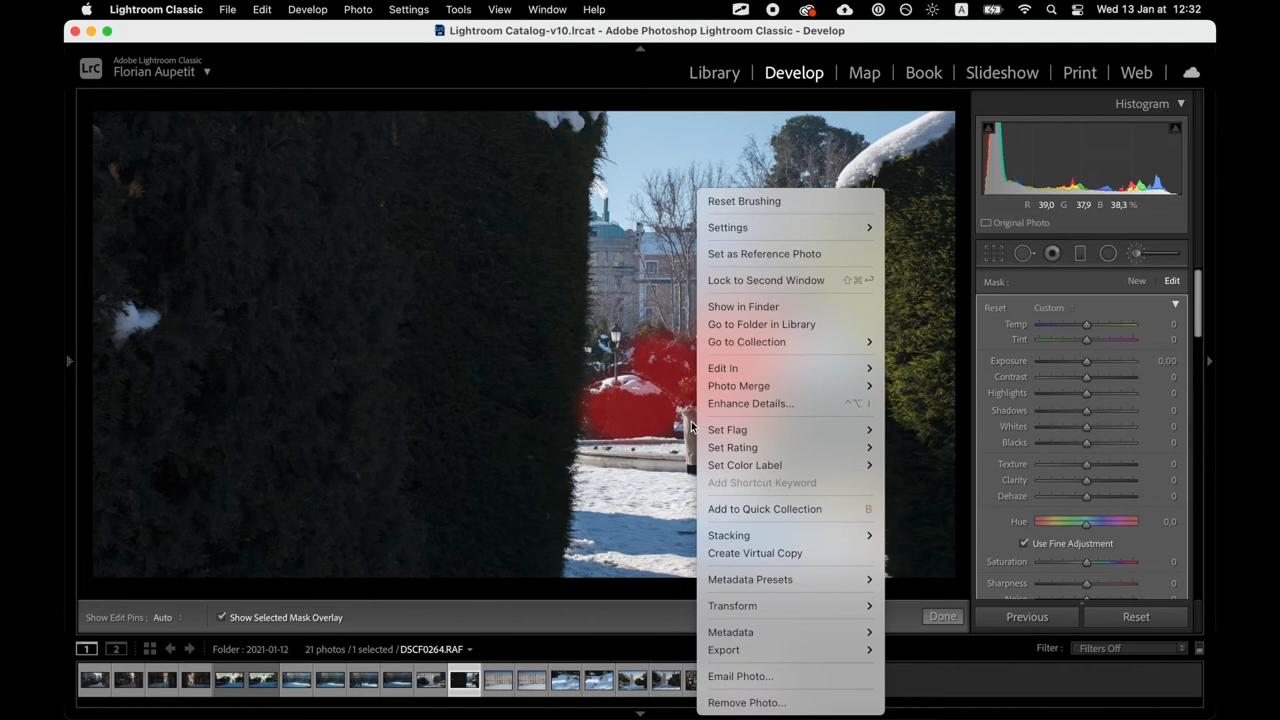 Lightroom Classic File Edit Develop Photo Settings Tools View Window Help A Wed 13 Jan at 12:32
Lightroom Catalog-v10.lrcat - Adobe Photoshop Lightroom Classic - Develop
LrC Adobe Lightroom Classic
Florian Aupetit
Library | Develop | Map | Book | Slideshow | Print | Web
Histogram
R 39,0 G 37,9 B 38,3 %
Original Photo
Mask : New Edit
Reset Custom
Temp 0
Tint 0
Exposure 0,00
Contrast 0
Highlights 0
Shadows 0
Whites 0
Blacks 0
Texture 0
Clarity 0
Dehaze 0
Hue 0,0
Use Fine Adjustment
Saturation 0
Sharpness 0
Previous Reset
Reset Brushing
Settings
Set as Reference Photo
Lock to Second Window ⇧⌘↩
Show in Finder
Go to Folder in Library
Go to Collection
Edit In
Photo Merge
Enhance Details... ^⌥ I
Set Flag
Set Rating
Set Color Label
Add Shortcut Keyword
Add to Quick Collection B
Stacking
Create Virtual Copy
Metadata Presets
Transform
Metadata
Export
Email Photo...
Remove Photo...
Show Edit Pins : Auto Show Selected Mask Overlay Done
1 2 Folder : 2021-01-12 21 photos /1 selected / DSCF0264.RAF Filter : Filters Off